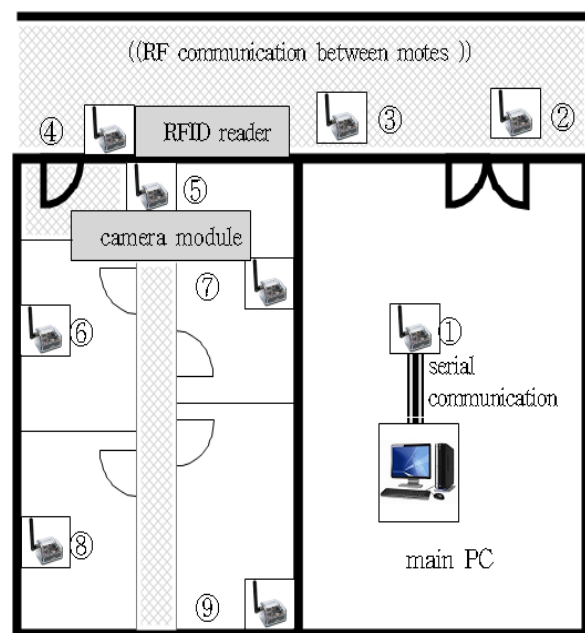 ((RF communication between motes ))
④
RFID reader
③
②
⑤
camera module
⑦
⑥
①
serial
communication
⑧
main PC
⑨